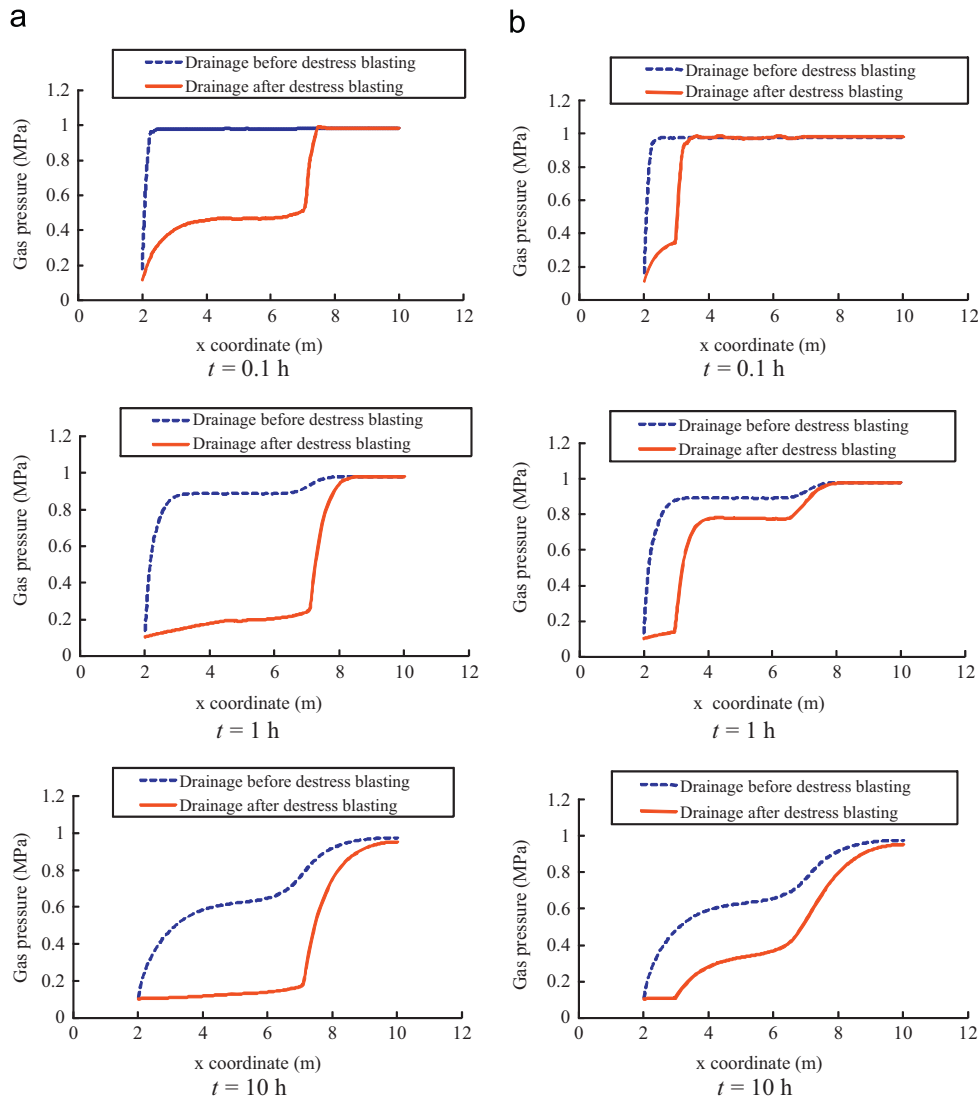 a
Drainage before destress blasting
Drainage after destress blasting
1.2
1
0.8
0.6
0.4
0.2
0
Gas pressure (MPa)
0 2 4 6 8 10 12
x coordinate (m)
t = 0.1 h
b
Drainage before destress blasting
Drainage after destress blasting
1.2
1
0.8
0.6
0.4
0.2
0
Gas pressure (MPa)
0 2 4 6 8 10 12
x coordinate (m)
t = 0.1 h
Drainage before destress blasting
Drainage after destress blasting
1.2
1
0.8
0.6
0.4
0.2
0
Gas pressure (MPa)
0 2 4 6 8 10 12
x coordinate (m)
t = 1 h
Drainage before destress blasting
Drainage after destress blasting
1.2
1
0.8
0.6
0.4
0.2
0
Gas pressure (MPa)
0 2 4 6 8 10 12
x coordinate (m)
t = 1 h
Drainage before destress blasting
Drainage after destress blasting
1.2
1
0.8
0.6
0.4
0.2
0
Gas pressure (MPa)
0 2 4 6 8 10 12
x coordinate (m)
t = 10 h
Drainage before destress blasting
Drainage after destress blasting
1.2
1
0.8
0.6
0.4
0.2
0
Gas pressure (MPa)
0 2 4 6 8 10 12
x coordinate (m)
t = 10 h